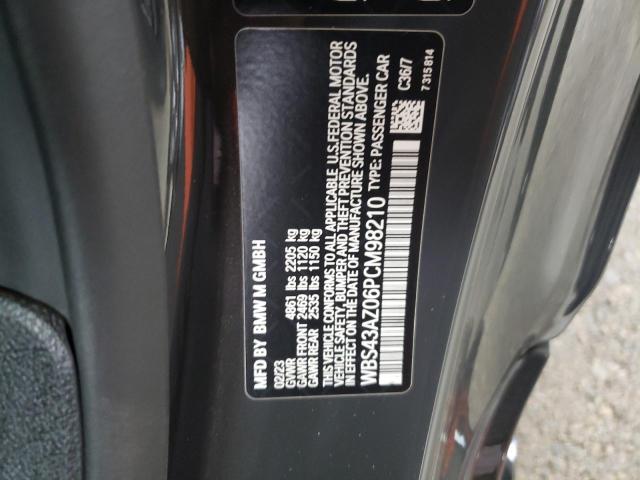 MFD BY BMW M GMBH
02/23
GVWR 4861 lbs 2205 kg
GAWR FRONT 2469 lbs 1120 kg
GAWR REAR 2535 lbs 1150 kg
THIS VEHICLE CONFORMS TO ALL APPLICABLE U.S. FEDERAL MOTOR
VEHICLE SAFETY, BUMPER AND THEFT PREVENTION STANDARDS
IN EFFECT ON THE DATE OF MANUFACTURE SHOWN ABOVE.
WBS43AZ06PCM98210 TYPE: PASSENGER CAR
C36/7
7 315 814